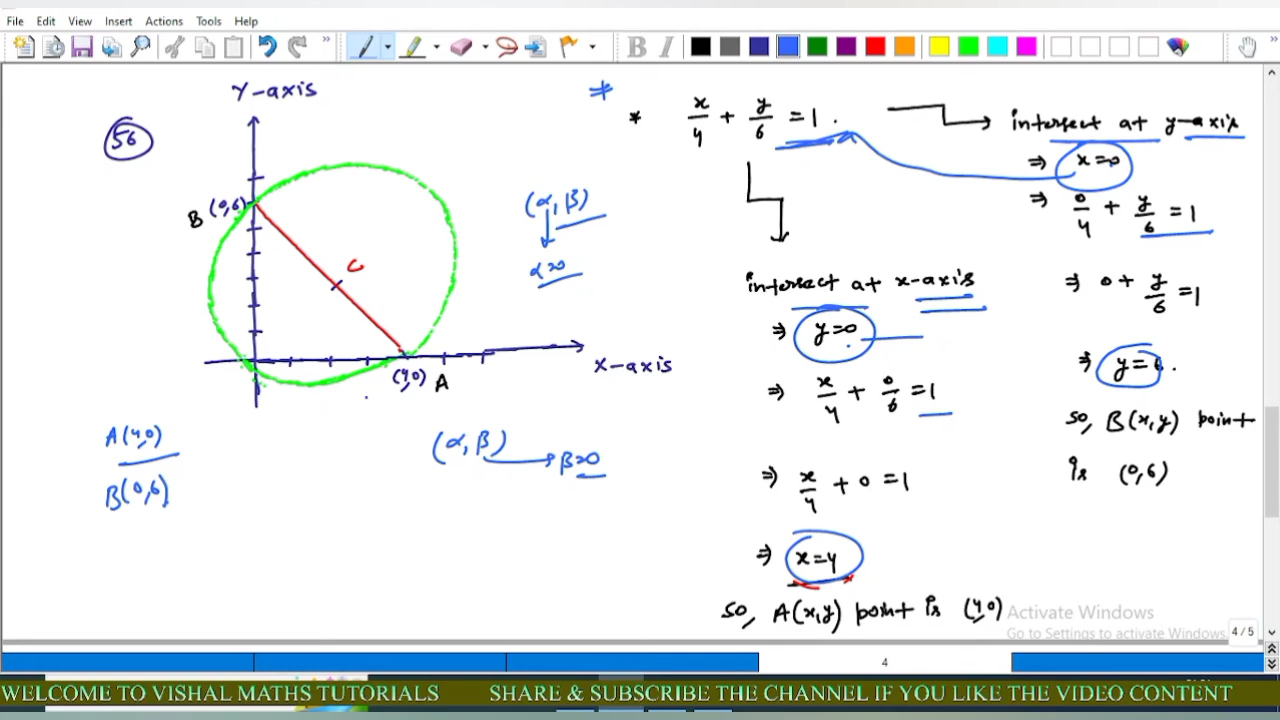 File Edit View Insert Actions Tools Help
Y-axis
56
B (0,6)
C
(4,0) A
x-axis
(α, β)
α=0
A(4,0)
B(0,6)
(α, β) → β=0
* x/4 + y/6 = 1.
intersect at y-axis
⇒ x=0
⇒ 0/4 + y/6 = 1
⇒ 0 + y/6 = 1
⇒ y=6.
so, B(x,y) point
is (0,6)
intersect at x-axis
⇒ y=0
⇒ x/4 + 0/6 = 1
⇒ x/4 + 0 = 1
⇒ x=4
so, A(x,y) point is (4,0)
Activate Windows
Go to Settings to activate Windows.
4/5
4
WELCOME TO VISHAL MATHS TUTORIALS SHARE & SUBSCRIBE THE CHANNEL IF YOU LIKE THE VIDEO CONTENT